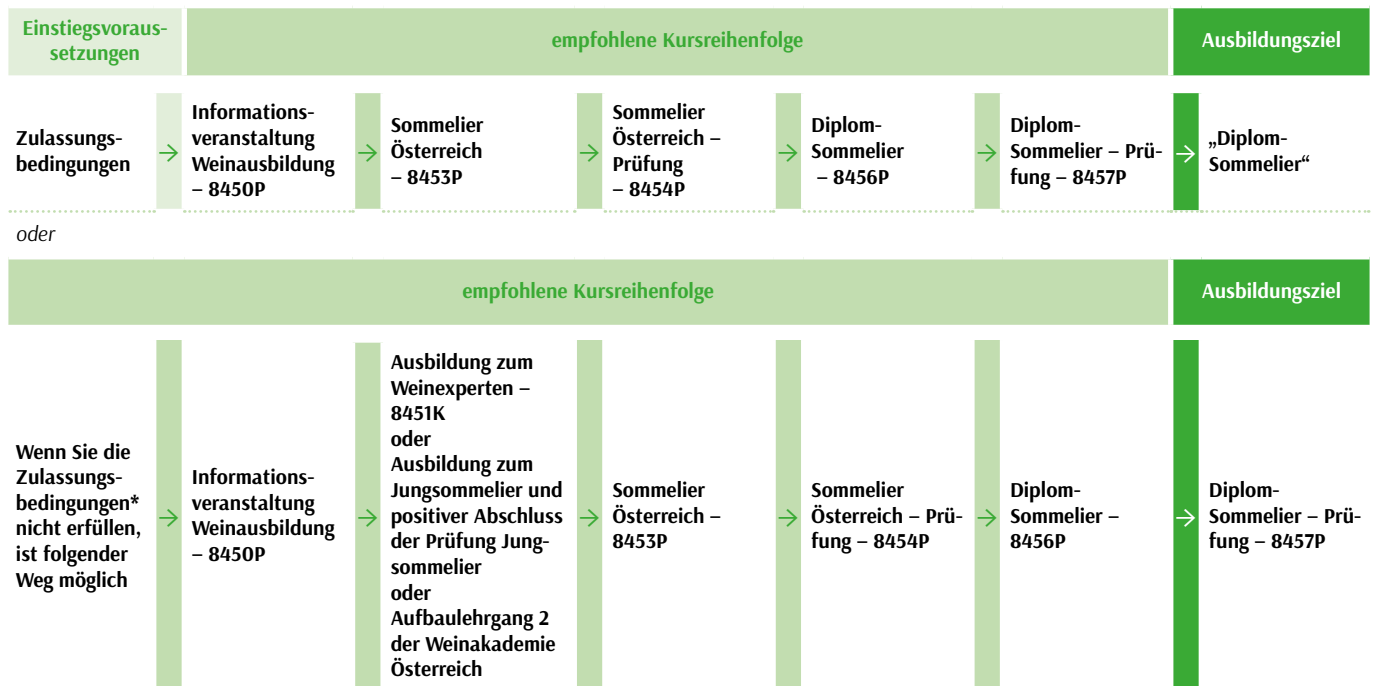 Einstiegsvoraus-
setzungen
empfohlene Kursreihenfolge
Ausbildungsziel
Zulassungs-
bedingungen
→
Informations-
veranstaltung
Weinausbildung
– 8450P
→
Sommelier
Österreich
– 8453P
→
Sommelier
Österreich –
Prüfung
– 8454P
→
Diplom-
Sommelier
– 8456P
→
Diplom-
Sommelier – Prü-
fung – 8457P
→
„Diplom-
Sommelier“
oder
empfohlene Kursreihenfolge
Ausbildungsziel
Wenn Sie die
Zulassungs-
bedingungen*
nicht erfüllen,
ist folgender
Weg möglich
→
Informations-
veranstaltung
Weinausbildung
– 8450P
→
Ausbildung zum
Weinexperten –
8451K
oder
Ausbildung zum
Jungsommelier und
positiver Abschluss
der Prüfung Jung-
sommelier
oder
Aufbaulehrgang 2
der Weinakademie
Österreich
→
Sommelier
Österreich –
8453P
→
Sommelier
Österreich – Prü-
fung – 8454P
→
Diplom-
Sommelier –
8456P
→
Diplom-
Sommelier – Prü-
fung – 8457P